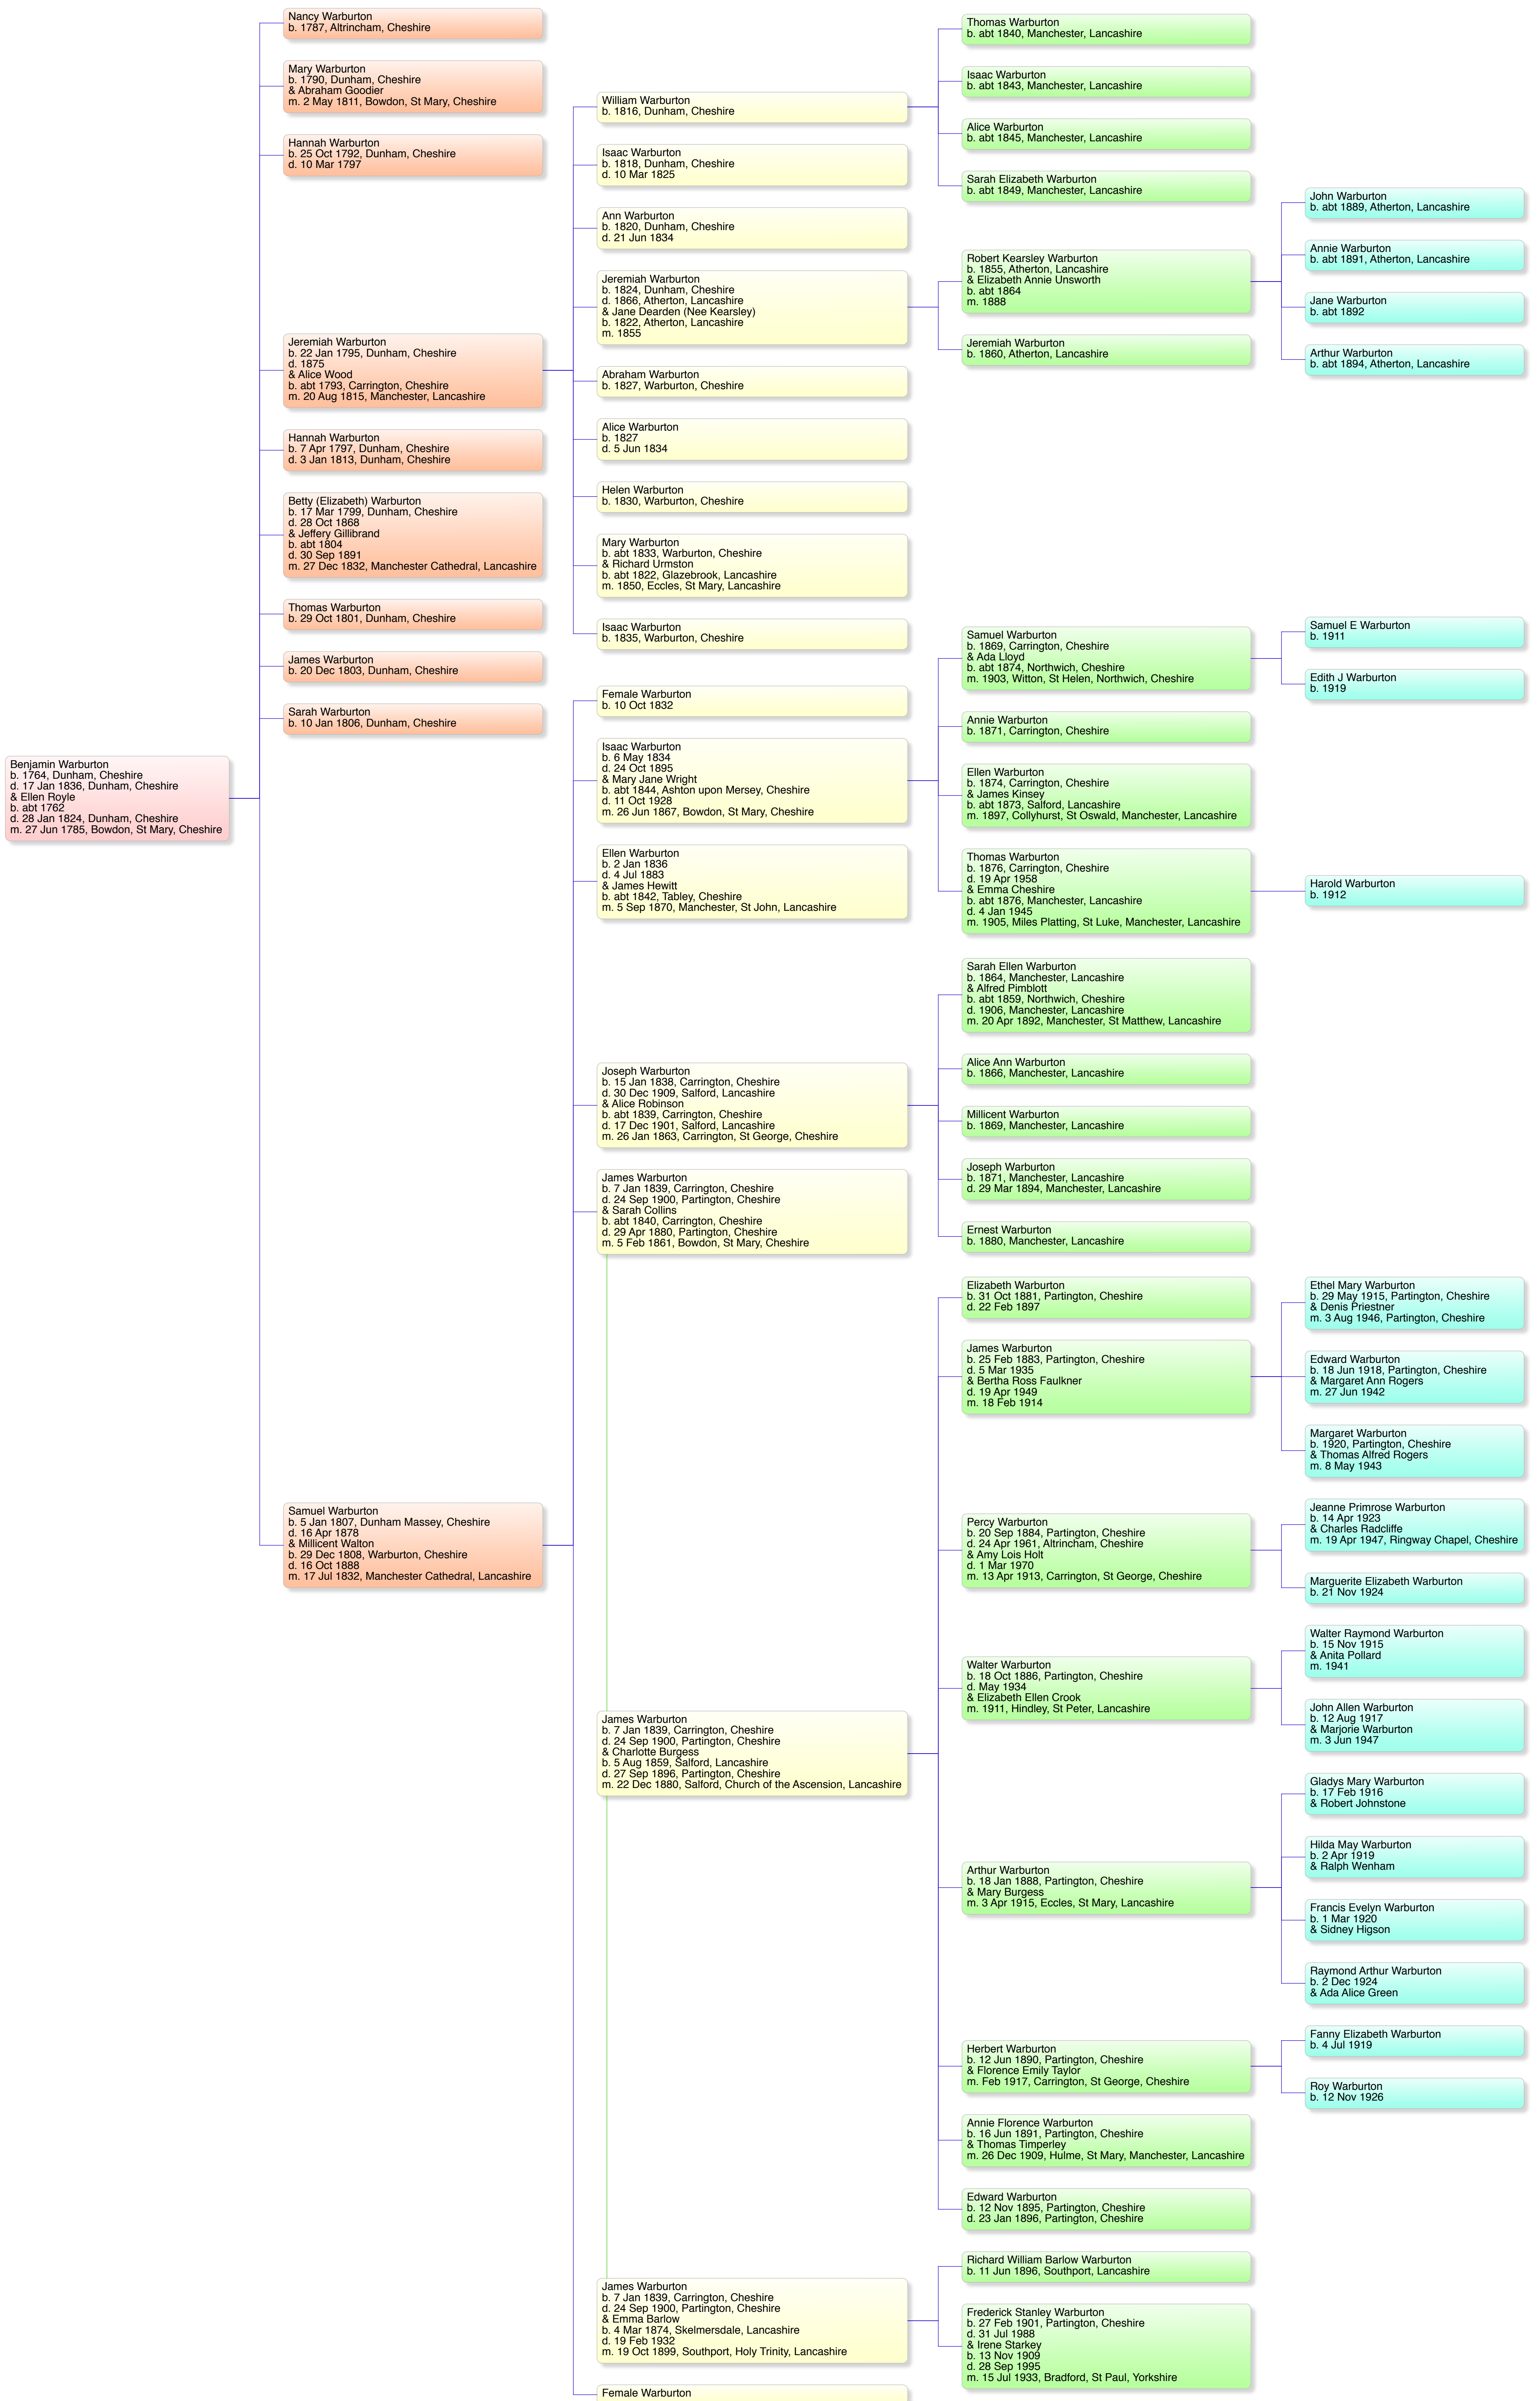 Benjamin Warburton
b. 1764, Dunham, Cheshire
d. 17 Jan 1836, Dunham, Cheshire
& Ellen Royle
b. abt 1762
d. 28 Jan 1824, Dunham, Cheshire
m. 27 Jun 1785, Bowdon, St Mary, Cheshire
Nancy Warburton
b. 1787, Altrincham, Cheshire
Mary Warburton
b. 1790, Dunham, Cheshire
& Abraham Goodier
m. 2 May 1811, Bowdon, St Mary, Cheshire
Hannah Warburton
b. 25 Oct 1792, Dunham, Cheshire
d. 10 Mar 1797
Jeremiah Warburton
b. 22 Jan 1795, Dunham, Cheshire
d. 1875
& Alice Wood
b. abt 1793, Carrington, Cheshire
m. 20 Aug 1815, Manchester, Lancashire
Hannah Warburton
b. 7 Apr 1797, Dunham, Cheshire
d. 3 Jan 1813, Dunham, Cheshire
Betty (Elizabeth) Warburton
b. 17 Mar 1799, Dunham, Cheshire
d. 28 Oct 1868
& Jeffery Gillibrand
b. abt 1804
d. 30 Sep 1891
m. 27 Dec 1832, Manchester Cathedral, Lancashire
Thomas Warburton
b. 29 Oct 1801, Dunham, Cheshire
James Warburton
b. 20 Dec 1803, Dunham, Cheshire
Sarah Warburton
b. 10 Jan 1806, Dunham, Cheshire
Samuel Warburton
b. 5 Jan 1807, Dunham Massey, Cheshire
d. 16 Apr 1878
& Millicent Walton
b. 29 Dec 1808, Warburton, Cheshire
d. 16 Oct 1888
m. 17 Jul 1832, Manchester Cathedral, Lancashire
William Warburton
b. 1816, Dunham, Cheshire
Isaac Warburton
b. 1818, Dunham, Cheshire
d. 10 Mar 1825
Ann Warburton
b. 1820, Dunham, Cheshire
d. 21 Jun 1834
Jeremiah Warburton
b. 1824, Dunham, Cheshire
d. 1866, Atherton, Lancashire
& Jane Dearden (Nee Kearsley)
b. 1822, Atherton, Lancashire
m. 1855
Abraham Warburton
b. 1827, Warburton, Cheshire
Alice Warburton
b. 1827
d. 5 Jun 1834
Helen Warburton
b. 1830, Warburton, Cheshire
Mary Warburton
b. abt 1833, Warburton, Cheshire
& Richard Urmston
b. abt 1822, Glazebrook, Lancashire
m. 1850, Eccles, St Mary, Lancashire
Isaac Warburton
b. 1835, Warburton, Cheshire
Female Warburton
b. 10 Oct 1832
Isaac Warburton
b. 6 May 1834
d. 24 Oct 1895
& Mary Jane Wright
b. abt 1844, Ashton upon Mersey, Cheshire
d. 11 Oct 1928
m. 26 Jun 1867, Bowdon, St Mary, Cheshire
Ellen Warburton
b. 2 Jan 1836
d. 4 Jul 1883
& James Hewitt
b. abt 1842, Tabley, Cheshire
m. 5 Sep 1870, Manchester, St John, Lancashire
Joseph Warburton
b. 15 Jan 1838, Carrington, Cheshire
d. 30 Dec 1909, Salford, Lancashire
& Alice Robinson
b. abt 1839, Carrington, Cheshire
d. 17 Dec 1901, Salford, Lancashire
m. 26 Jan 1863, Carrington, St George, Cheshire
James Warburton
b. 7 Jan 1839, Carrington, Cheshire
d. 24 Sep 1900, Partington, Cheshire
& Sarah Collins
b. abt 1840, Carrington, Cheshire
d. 29 Apr 1880, Partington, Cheshire
m. 5 Feb 1861, Bowdon, St Mary, Cheshire
James Warburton
b. 7 Jan 1839, Carrington, Cheshire
d. 24 Sep 1900, Partington, Cheshire
& Charlotte Burgess
b. 5 Aug 1859, Salford, Lancashire
d. 27 Sep 1896, Partington, Cheshire
m. 22 Dec 1880, Salford, Church of the Ascension, Lancashire
James Warburton
b. 7 Jan 1839, Carrington, Cheshire
d. 24 Sep 1900, Partington, Cheshire
& Emma Barlow
b. 4 Mar 1874, Skelmersdale, Lancashire
d. 19 Feb 1932
m. 19 Oct 1899, Southport, Holy Trinity, Lancashire
Female Warburton
Thomas Warburton
b. abt 1840, Manchester, Lancashire
Isaac Warburton
b. abt 1843, Manchester, Lancashire
Alice Warburton
b. abt 1845, Manchester, Lancashire
Sarah Elizabeth Warburton
b. abt 1849, Manchester, Lancashire
Robert Kearsley Warburton
b. 1855, Atherton, Lancashire
& Elizabeth Annie Unsworth
b. abt 1864
m. 1888
Jeremiah Warburton
b. 1860, Atherton, Lancashire
Samuel Warburton
b. 1869, Carrington, Cheshire
& Ada Lloyd
b. abt 1874, Northwich, Cheshire
m. 1903, Witton, St Helen, Northwich, Cheshire
Annie Warburton
b. 1871, Carrington, Cheshire
Ellen Warburton
b. 1874, Carrington, Cheshire
& James Kinsey
b. abt 1873, Salford, Lancashire
m. 1897, Collyhurst, St Oswald, Manchester, Lancashire
Thomas Warburton
b. 1876, Carrington, Cheshire
d. 19 Apr 1958
& Emma Cheshire
b. abt 1876, Manchester, Lancashire
d. 4 Jan 1945
m. 1905, Miles Platting, St Luke, Manchester, Lancashire
Sarah Ellen Warburton
b. 1864, Manchester, Lancashire
& Alfred Pimblott
b. abt 1859, Northwich, Cheshire
d. 1906, Manchester, Lancashire
m. 20 Apr 1892, Manchester, St Matthew, Lancashire
Alice Ann Warburton
b. 1866, Manchester, Lancashire
Millicent Warburton
b. 1869, Manchester, Lancashire
Joseph Warburton
b. 1871, Manchester, Lancashire
d. 29 Mar 1894, Manchester, Lancashire
Ernest Warburton
b. 1880, Manchester, Lancashire
Elizabeth Warburton
b. 31 Oct 1881, Partington, Cheshire
d. 22 Feb 1897
James Warburton
b. 25 Feb 1883, Partington, Cheshire
d. 5 Mar 1935
& Bertha Ross Faulkner
d. 19 Apr 1949
m. 18 Feb 1914
Percy Warburton
b. 20 Sep 1884, Partington, Cheshire
d. 24 Apr 1961, Altrincham, Cheshire
& Amy Lois Holt
d. 1 Mar 1970
m. 13 Apr 1913, Carrington, St George, Cheshire
Walter Warburton
b. 18 Oct 1886, Partington, Cheshire
d. May 1934
& Elizabeth Ellen Crook
m. 1911, Hindley, St Peter, Lancashire
Arthur Warburton
b. 18 Jan 1888, Partington, Cheshire
& Mary Burgess
m. 3 Apr 1915, Eccles, St Mary, Lancashire
Herbert Warburton
b. 12 Jun 1890, Partington, Cheshire
& Florence Emily Taylor
m. Feb 1917, Carrington, St George, Cheshire
Annie Florence Warburton
b. 16 Jun 1891, Partington, Cheshire
& Thomas Timperley
m. 26 Dec 1909, Hulme, St Mary, Manchester, Lancashire
Edward Warburton
b. 12 Nov 1895, Partington, Cheshire
d. 23 Jan 1896, Partington, Cheshire
Richard William Barlow Warburton
b. 11 Jun 1896, Southport, Lancashire
Frederick Stanley Warburton
b. 27 Feb 1901, Partington, Cheshire
d. 31 Jul 1988
& Irene Starkey
b. 13 Nov 1909
d. 28 Sep 1995
m. 15 Jul 1933, Bradford, St Paul, Yorkshire
John Warburton
b. abt 1889, Atherton, Lancashire
Annie Warburton
b. abt 1891, Atherton, Lancashire
Jane Warburton
b. abt 1892
Arthur Warburton
b. abt 1894, Atherton, Lancashire
Samuel E Warburton
b. 1911
Edith J Warburton
b. 1919
Harold Warburton
b. 1912
Ethel Mary Warburton
b. 29 May 1915, Partington, Cheshire
& Denis Priestner
m. 3 Aug 1946, Partington, Cheshire
Edward Warburton
b. 18 Jun 1918, Partington, Cheshire
& Margaret Ann Rogers
m. 27 Jun 1942
Margaret Warburton
b. 1920, Partington, Cheshire
& Thomas Alfred Rogers
m. 8 May 1943
Jeanne Primrose Warburton
b. 14 Apr 1923
& Charles Radcliffe
m. 19 Apr 1947, Ringway Chapel, Cheshire
Marguerite Elizabeth Warburton
b. 21 Nov 1924
Walter Raymond Warburton
b. 15 Nov 1915
& Anita Pollard
m. 1941
John Allen Warburton
b. 12 Aug 1917
& Marjorie Warburton
m. 3 Jun 1947
Gladys Mary Warburton
b. 17 Feb 1916
& Robert Johnstone
Hilda May Warburton
b. 2 Apr 1919
& Ralph Wenham
Francis Evelyn Warburton
b. 1 Mar 1920
& Sidney Higson
Raymond Arthur Warburton
b. 2 Dec 1924
& Ada Alice Green
Fanny Elizabeth Warburton
b. 4 Jul 1919
Roy Warburton
b. 12 Nov 1926